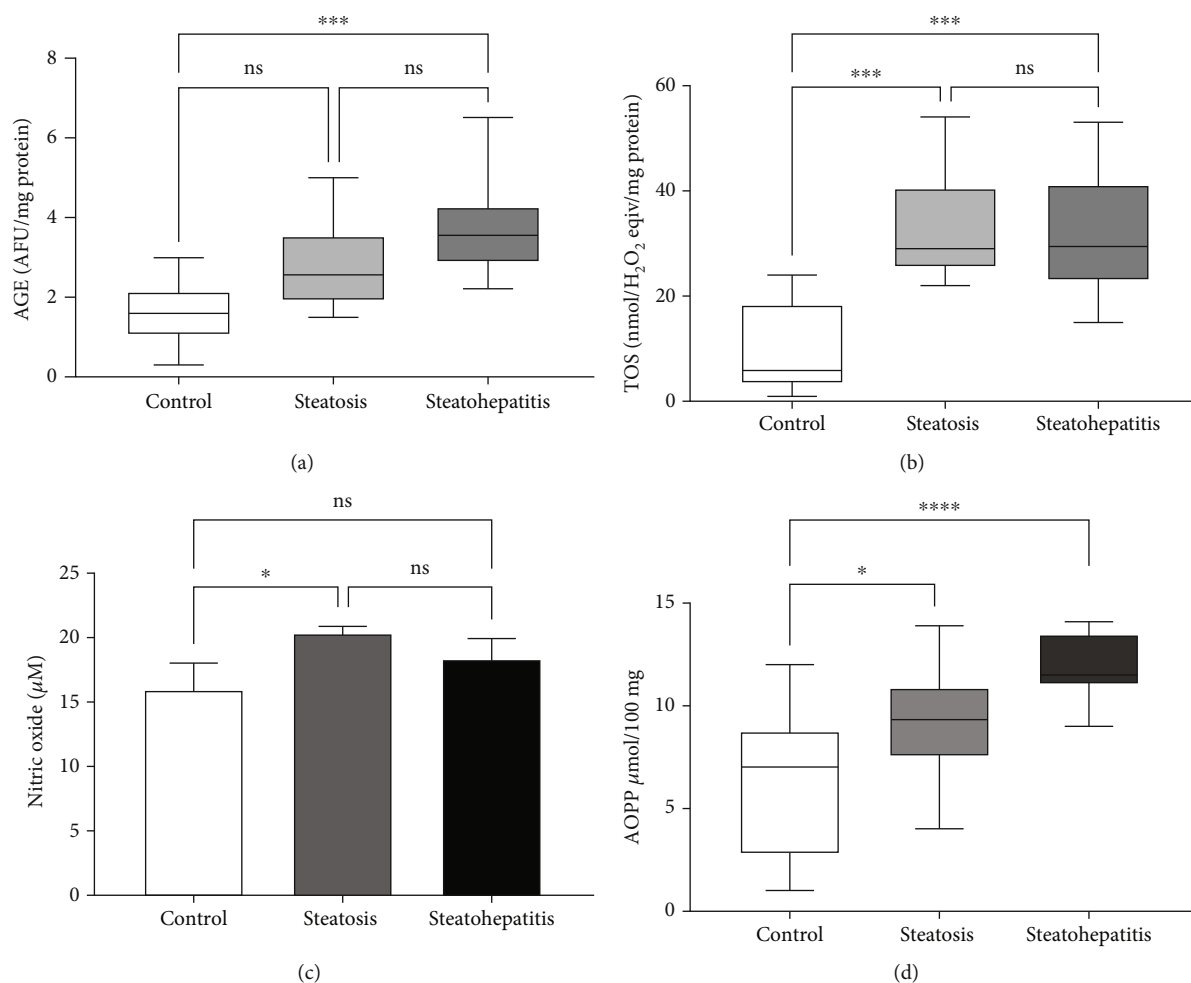 ***
ns
ns
AGE (AFU/mg protein)
8
6
4
2
0
Control
Steatosis
Steatohepatitis
(a)
***
***
ns
TOS (nmol/H₂O₂ eqiv/mg protein)
60
40
20
0
Control
Steatosis
Steatohepatitis
(b)
ns
*
ns
Nitric oxide (μM)
25
20
15
10
5
0
Control
Steatosis
Steatohepatitis
(c)
****
*
AOPP μmol/100 mg
15
10
5
0
Control
Steatosis
Steatohepatitis
(d)